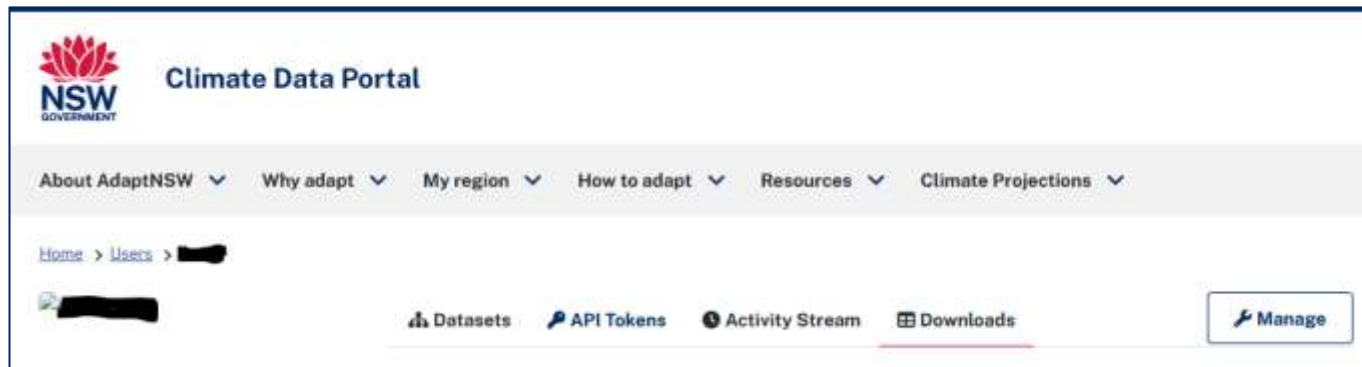 Climate Data Portal
NSW
GOVERNMENT
About AdaptNSW Why adapt My region How to adapt Resources Climate Projections
Home > Users >
Datasets API Tokens Activity Stream Downloads Manage